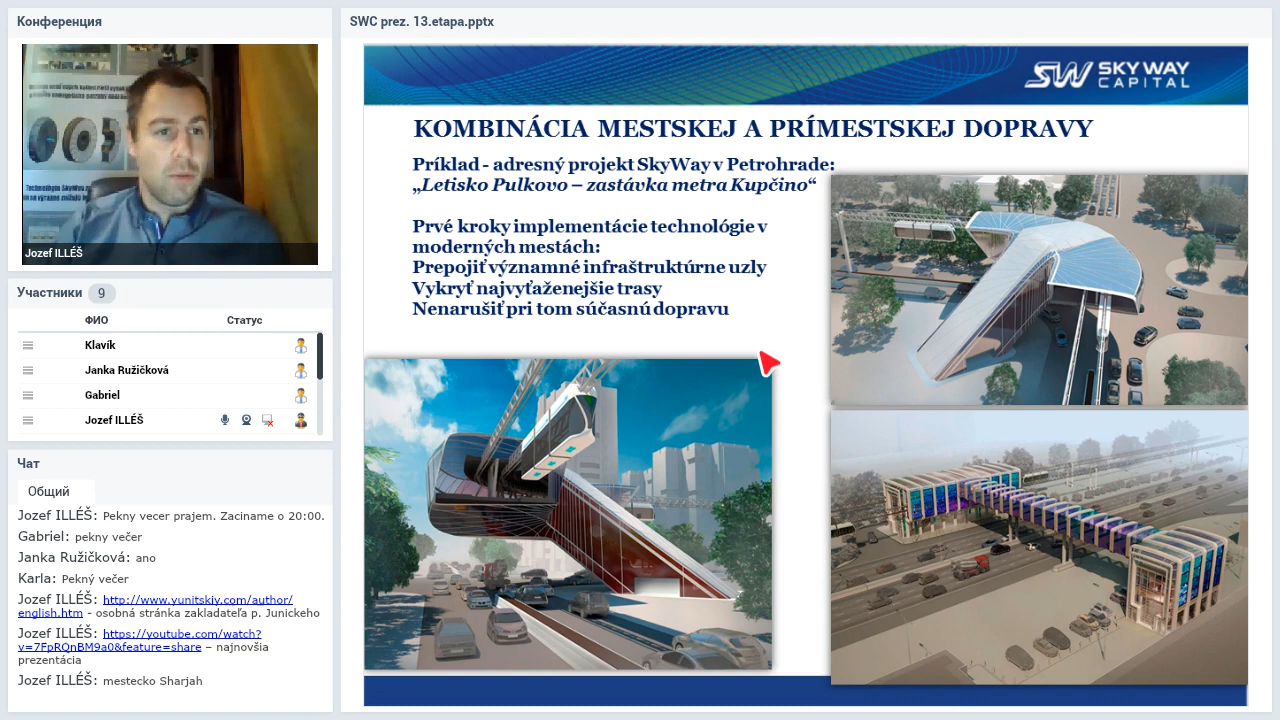 Конференция
Jozef ILLÉŠ
Участники 9
ФИО Статус
Klavík
Janka Ružičková
Gabriel
Jozef ILLÉŠ
Чат
Общий
Jozef ILLÉŠ: Pekny vecer prajem. Zaciname o 20:00.
Gabriel: pekny večer
Janka Ružičková: ano
Karla: Pekný večer
Jozef ILLÉŠ: http://www.yunitskiy.com/author/
english.htm - osobná stránka zakladateľa p. Junickeho
Jozef ILLÉŠ: https://youtube.com/watch?
v=7FpRQnBM9a0&feature=share – najnovšia
prezentácia
Jozef ILLÉŠ: mestecko Sharjah
SWC prez. 13.etapa.pptx
SW SKY WAY
CAPITAL
KOMBINÁCIA MESTSKEJ A PRÍMESTSKEJ DOPRAVY
Príklad - adresný projekt SkyWay v Petrohrade:
„Letisko Pulkovo – zastávka metra Kupčino“
Prvé kroky implementácie technológie v
moderných mestách:
Prepojiť významné infraštruktúrne uzly
Vykryť najvyťaženejšie trasy
Nenarušiť pri tom súčasnú dopravu